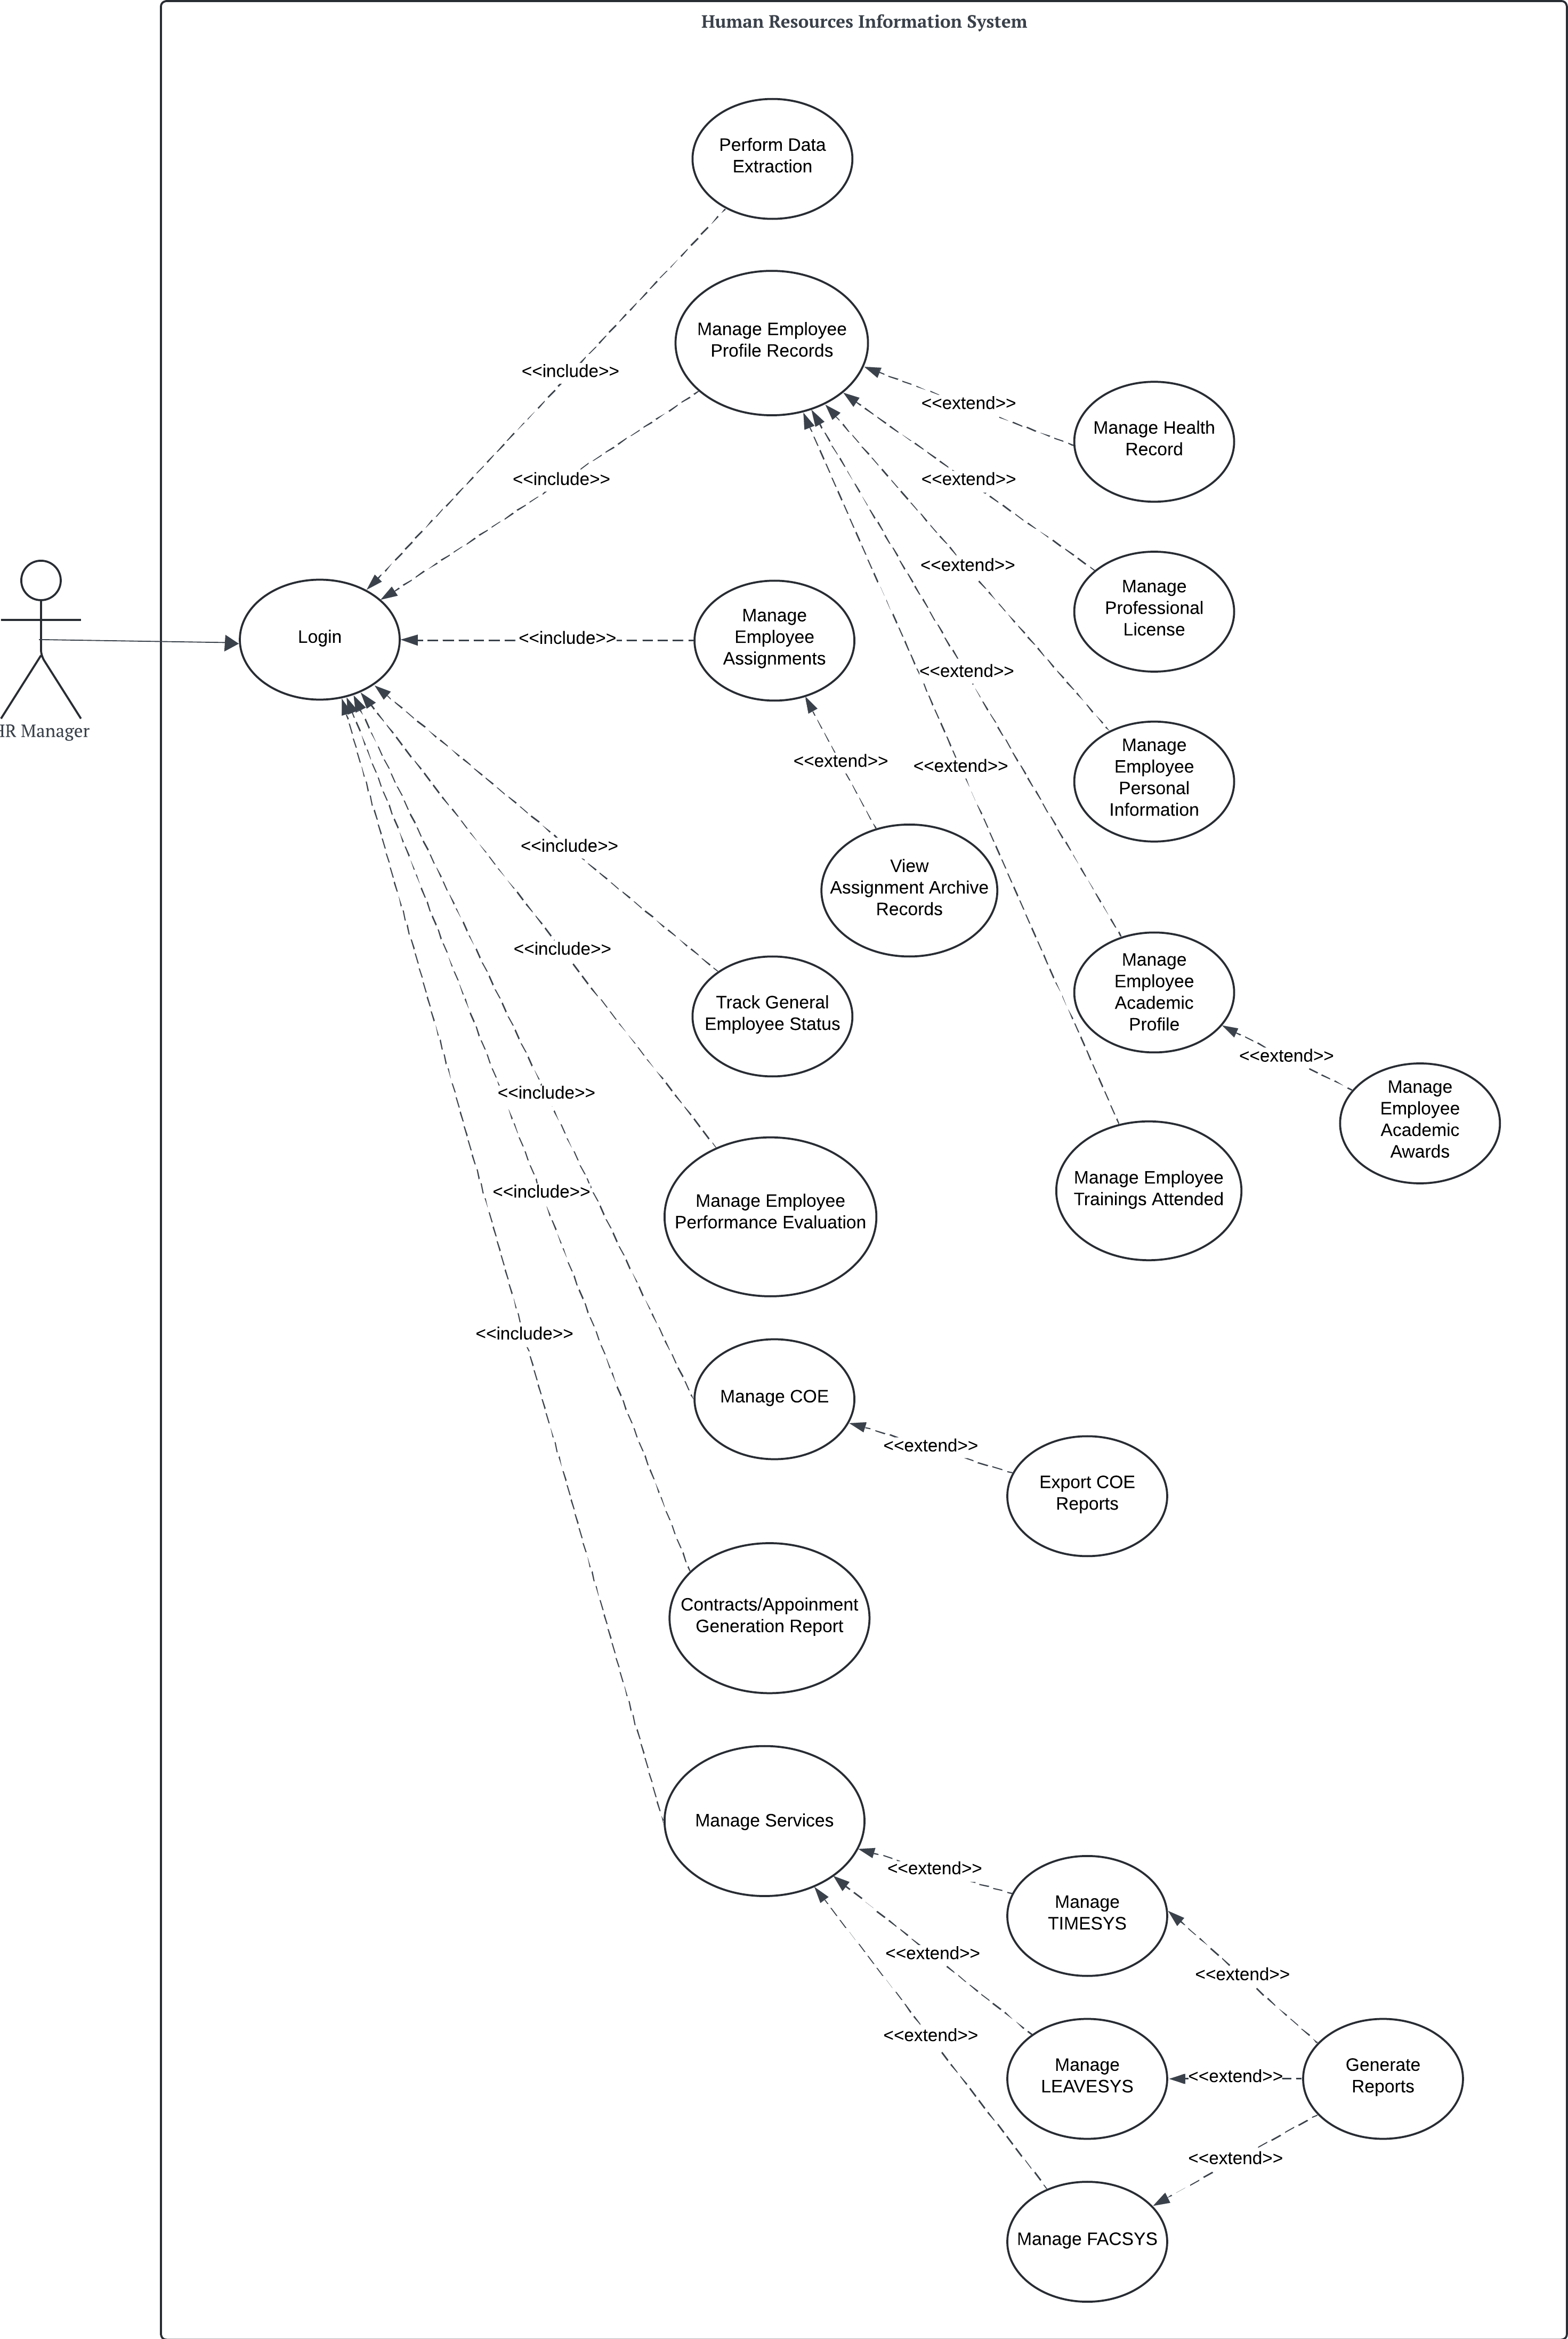 Human Resources Information System
Perform Data
Extraction
Manage Employee
Profile Records
<<include>>
<<extend>>
Manage Health
Record
<<include>>
<<extend>>
<<extend>>
Manage
Professional
License
Login
<<include>>
Manage
Employee
Assignments
<<extend>>
HR Manager
<<extend>>
<<extend>>
Manage
Employee
Personal
Information
<<include>>
View
Assignment Archive
Records
<<include>>
Track General
Employee Status
Manage
Employee
Academic
Profile
<<extend>>
<<include>>
Manage
Employee
Academic
Awards
<<include>>
Manage Employee
Performance Evaluation
Manage Employee
Trainings Attended
<<include>>
Manage COE
<<extend>>
Export COE
Reports
Contracts/Appoinment
Generation Report
Manage Services
<<extend>>
Manage
TIMESYS
<<extend>>
<<extend>>
<<extend>>
Manage
LEAVESYS
<<extend>>
Generate
Reports
<<extend>>
Manage FACSYS